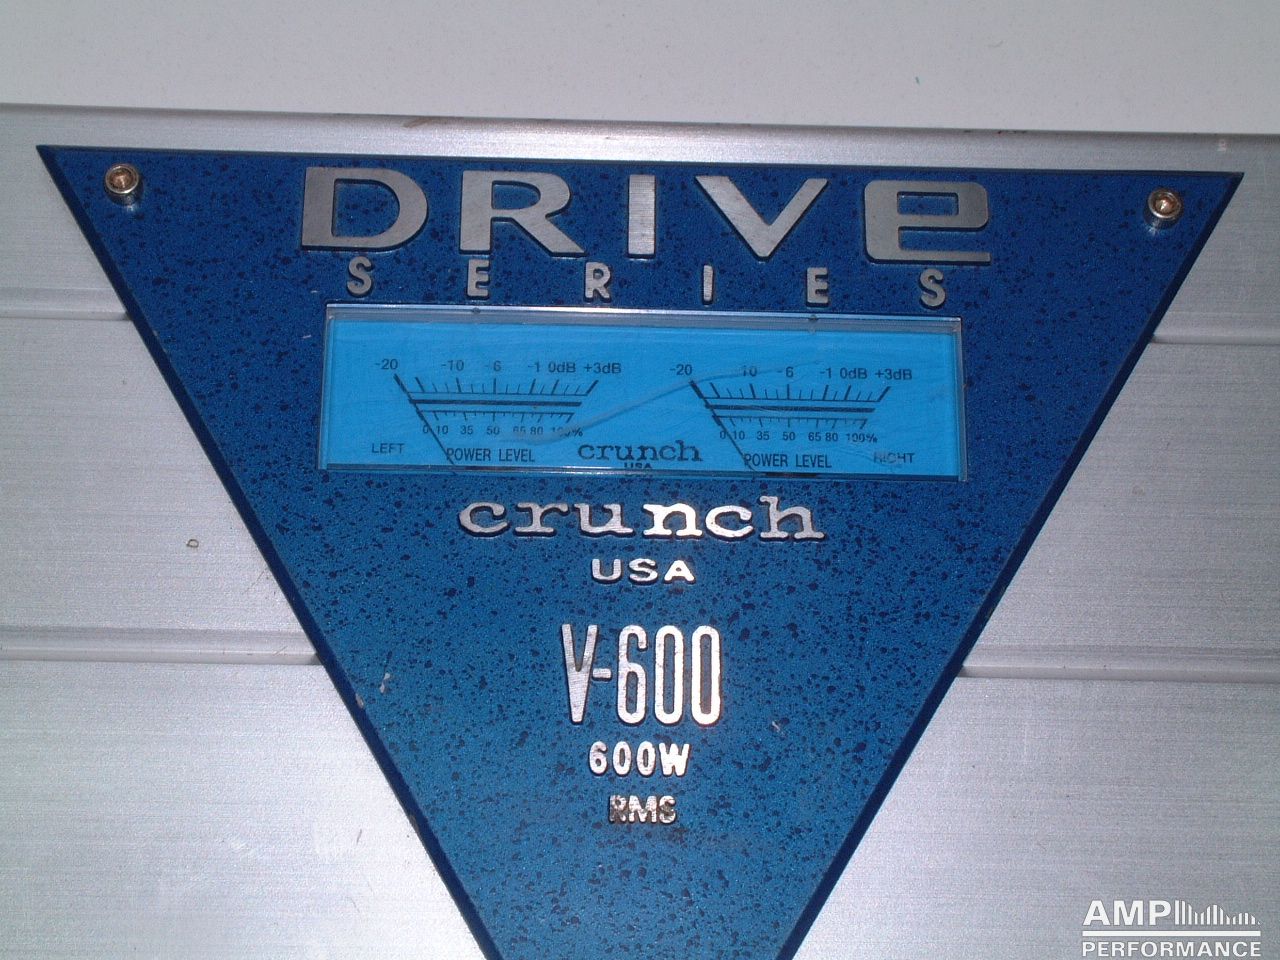 DRIVe
SERIES
-20 -10 -6 -1 0dB +3dB
0 10 35 50 65 80 100%
LEFT POWER LEVEL
crunch
USA
-20 10 -6 -1 0dB +3dB
0 10 35 50 65 80 100%
POWER LEVEL RIGHT
crunch
USA
V-600
600W
RMS
AMP
PERFORMANCE